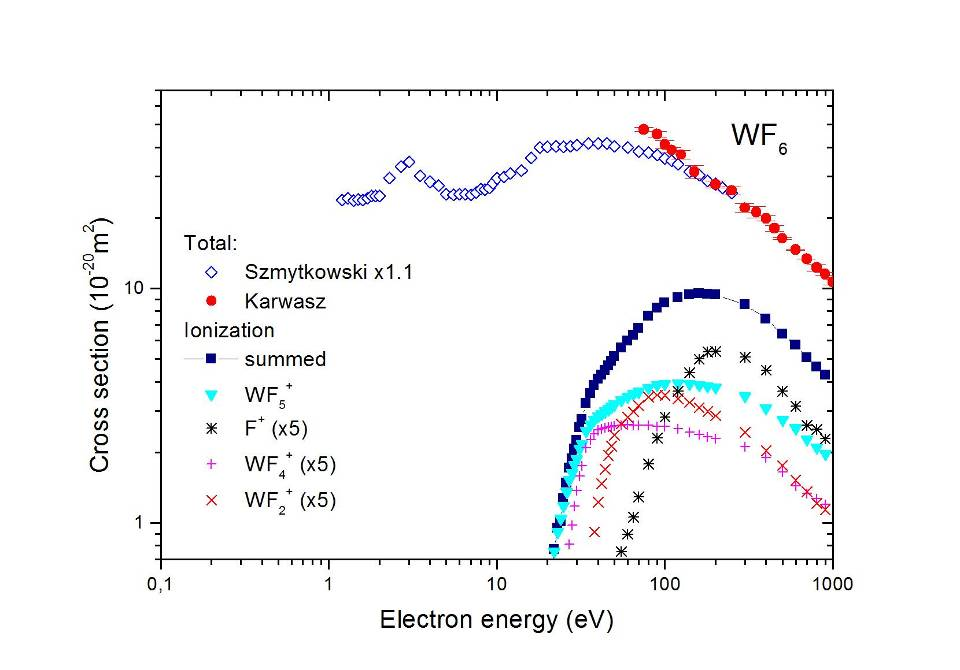 WF6
Total:
Szmytkowski x1.1
Karwasz
Ionization
summed
WF5+
F+ (x5)
WF4+ (x5)
WF2+ (x5)
Cross section (10-20m2)
10
1
0,1
1
10
100
1000
Electron energy (eV)